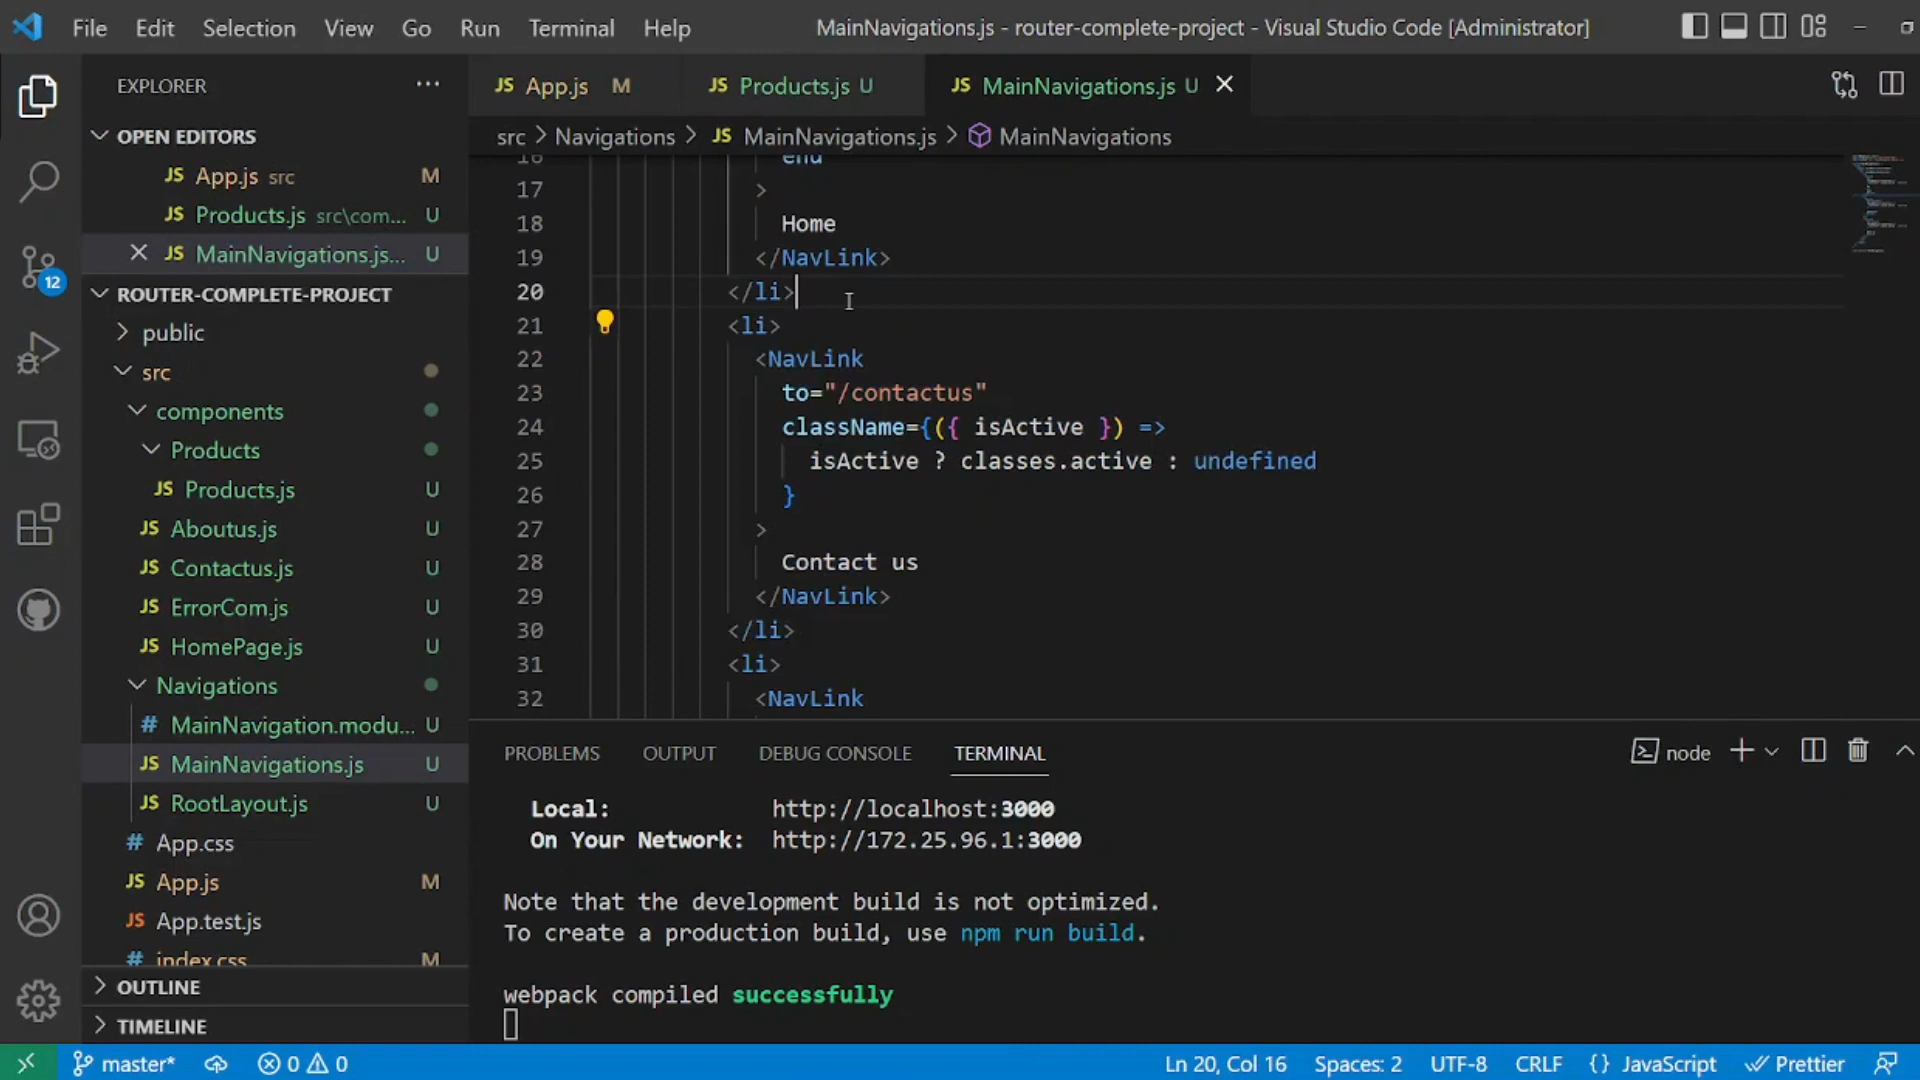 File Edit Selection View Go Run Terminal Help
MainNavigations.js - router-complete-project - Visual Studio Code [Administrator]
EXPLORER
JS App.js M
JS Products.js U
JS MainNavigations.js U
OPEN EDITORS
src > Navigations > JS MainNavigations.js > MainNavigations
JS App.js src M
JS Products.js src\com... U
JS MainNavigations.js... U
ROUTER-COMPLETE-PROJECT
public
src
components
Products
JS Products.js U
JS Aboutus.js U
JS Contactus.js U
JS ErrorCom.js U
JS HomePage.js U
Navigations
# MainNavigation.modu... U
JS MainNavigations.js U
JS RootLayout.js U
# App.css
JS App.js M
JS App.test.js
# index.css M
OUTLINE
TIMELINE
12
16 end
17 >
18 Home
19 </NavLink>
20 </li>
21 <li>
22 <NavLink
23 to="/contactus"
24 className={({ isActive }) =>
25 isActive ? classes.active : undefined
26 }
27 >
28 Contact us
29 </NavLink>
30 </li>
31 <li>
32 <NavLink
PROBLEMS OUTPUT DEBUG CONSOLE TERMINAL
node
Local: http://localhost:3000
On Your Network: http://172.25.96.1:3000
Note that the development build is not optimized.
To create a production build, use npm run build.
webpack compiled successfully
master* 0 0
Ln 20, Col 16 Spaces: 2 UTF-8 CRLF {} JavaScript Prettier